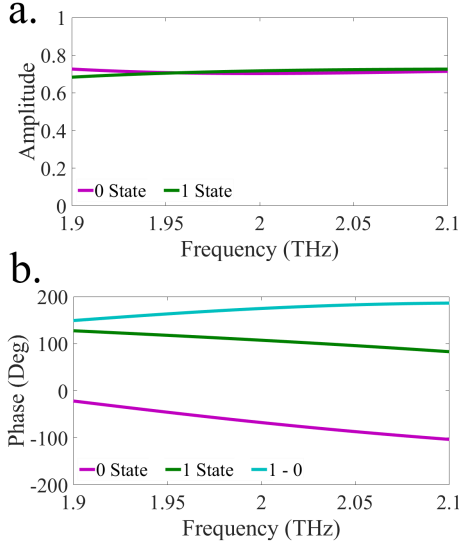 a.
1
0.8
0.6
0.4
0.2
0
Amplitude
0 State 1 State
1.9 1.95 2 2.05 2.1
Frequency (THz)
b.
200
100
0
-100
-200
Phase (Deg)
0 State 1 State 1 - 0
1.9 1.95 2 2.05 2.1
Frequency (THz)